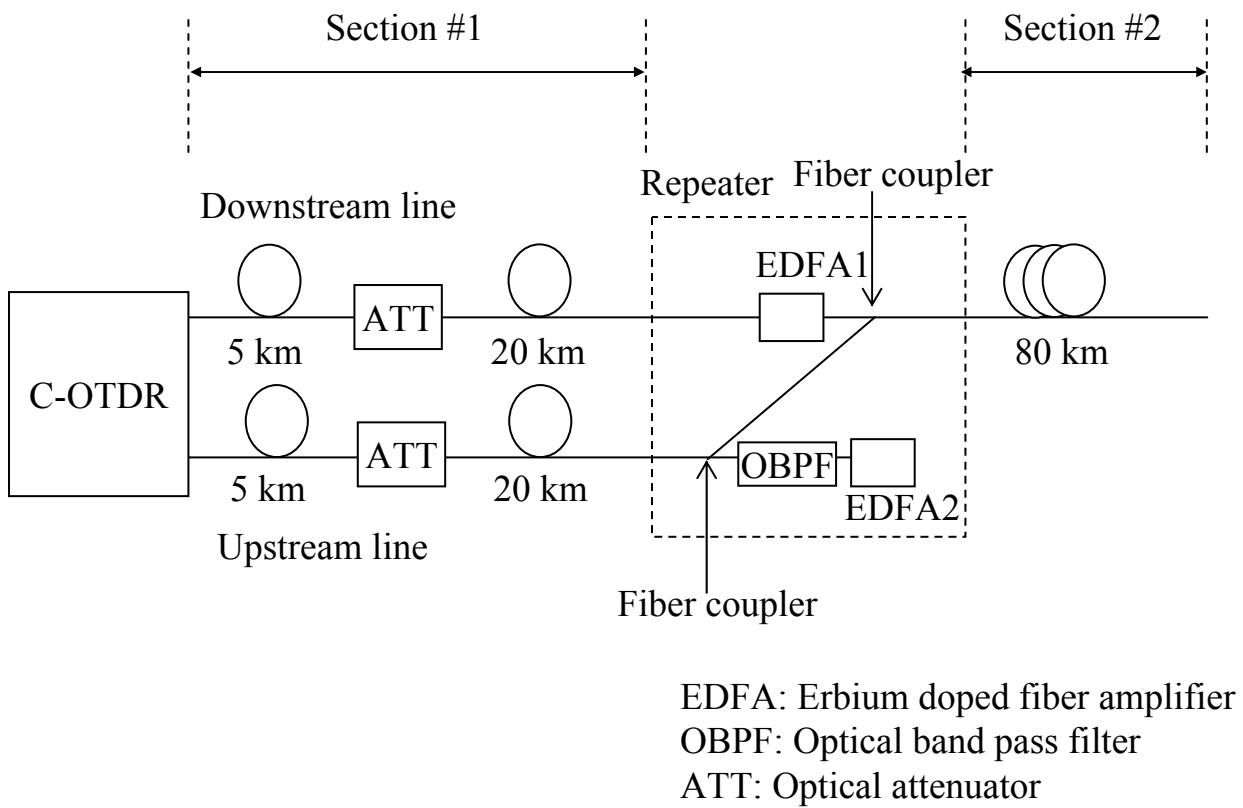 Section #1
Section #2
Repeater
Fiber coupler
Downstream line
EDFA1
ATT
5 km
20 km
80 km
C-OTDR
ATT
OBPF
5 km
20 km
EDFA2
Upstream line
Fiber coupler
EDFA: Erbium doped fiber amplifier
OBPF: Optical band pass filter
ATT: Optical attenuator